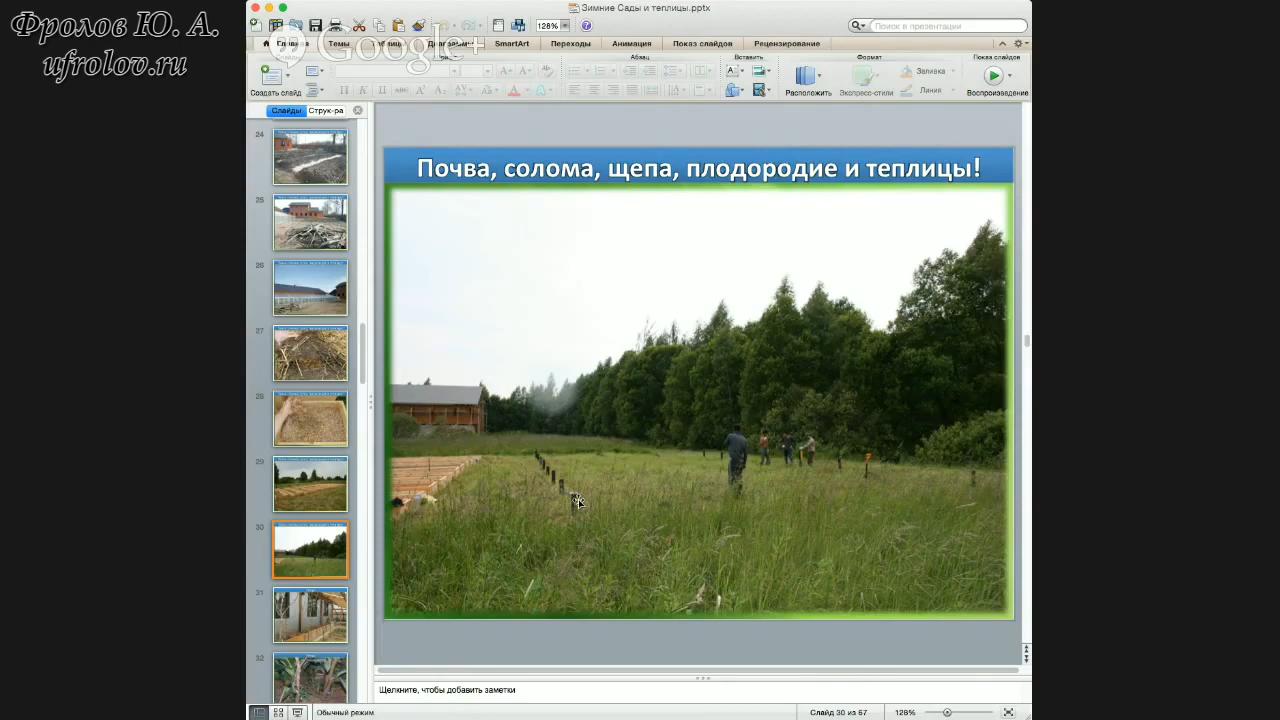 Фролов Ю. А.
ufrolov.ru
Зимние Сады и теплицы.pptx
128%
Поиск в презентации
Google+
Главная
Темы
Таблицы
Диаграммы
SmartArt
Переходы
Анимация
Показ слайдов
Рецензирование
Абзац
Вставить
Формат
Показ слайдов
Создать слайд
Расположить
Экспресс-стили
Заливка
Линия
Воспроизведение
Слайды
Струк-ра
24
25
26
27
28
29
30
31
32
Почва, солома, щепа, плодородие и теплицы!
Щелкните, чтобы добавить заметки
Обычный режим
Слайд 30 из 67
128%